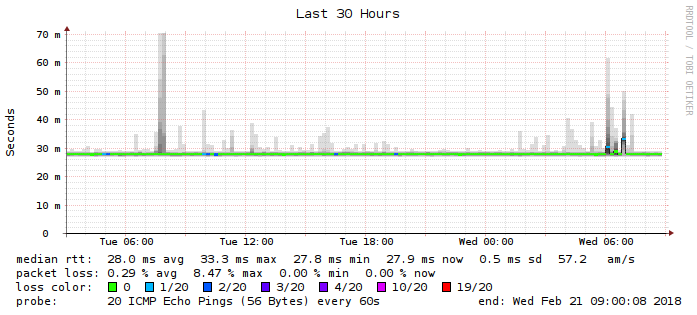 Last 30 Hours
RRDTOOL / TOBI OETIKER
Seconds
70 m
60 m
50 m
40 m
30 m
20 m
10 m
0
Tue 06:00 Tue 12:00 Tue 18:00 Wed 00:00 Wed 06:00
median rtt: 28.0 ms avg 33.3 ms max 27.8 ms min 27.9 ms now 0.5 ms sd 57.2 am/s
packet loss: 0.29 % avg 8.47 % max 0.00 % min 0.00 % now
loss color: 0 1/20 2/20 3/20 4/20 10/20 19/20
probe: 20 ICMP Echo Pings (56 Bytes) every 60s end: Wed Feb 21 09:00:08 2018